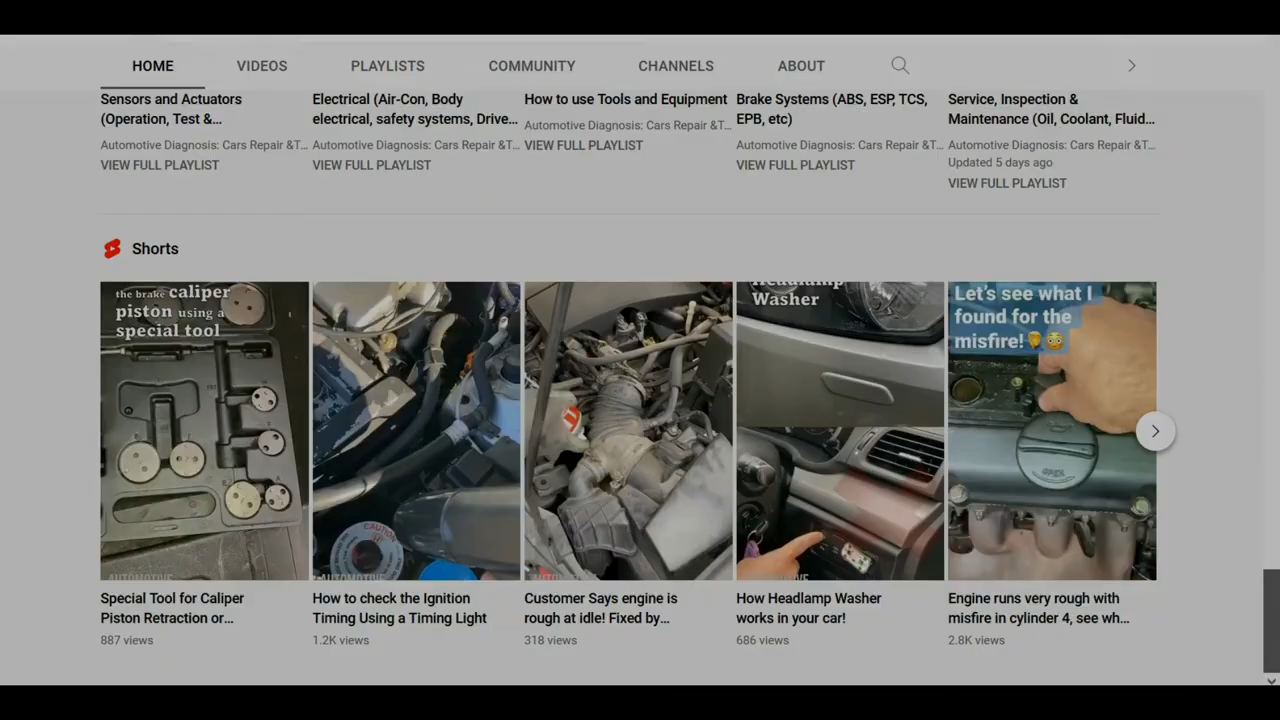 HOME
VIDEOS
PLAYLISTS
COMMUNITY
CHANNELS
ABOUT
Sensors and Actuators
(Operation, Test &...
Automotive Diagnosis: Cars Repair &T...
VIEW FULL PLAYLIST
Electrical (Air-Con, Body
electrical, safety systems, Drive...
Automotive Diagnosis: Cars Repair &T...
VIEW FULL PLAYLIST
How to use Tools and Equipment
Automotive Diagnosis: Cars Repair &T...
VIEW FULL PLAYLIST
Brake Systems (ABS, ESP, TCS,
EPB, etc)
Automotive Diagnosis: Cars Repair &T...
VIEW FULL PLAYLIST
Service, Inspection &
Maintenance (Oil, Coolant, Fluid...
Automotive Diagnosis: Cars Repair &T...
Updated 5 days ago
VIEW FULL PLAYLIST
Shorts
the brake caliper
piston using a
special tool
AUTOMOTIVE
Special Tool for Caliper
Piston Retraction or...
887 views
CAUTION
AUTOMOTIVE
How to check the Ignition
Timing Using a Timing Light
1.2K views
Customer Says engine is
rough at idle! Fixed by...
318 views
Headlamp
Washer
How Headlamp Washer
works in your car!
686 views
Let's see what I
found for the
misfire!
Engine runs very rough with
misfire in cylinder 4, see wh...
2.8K views